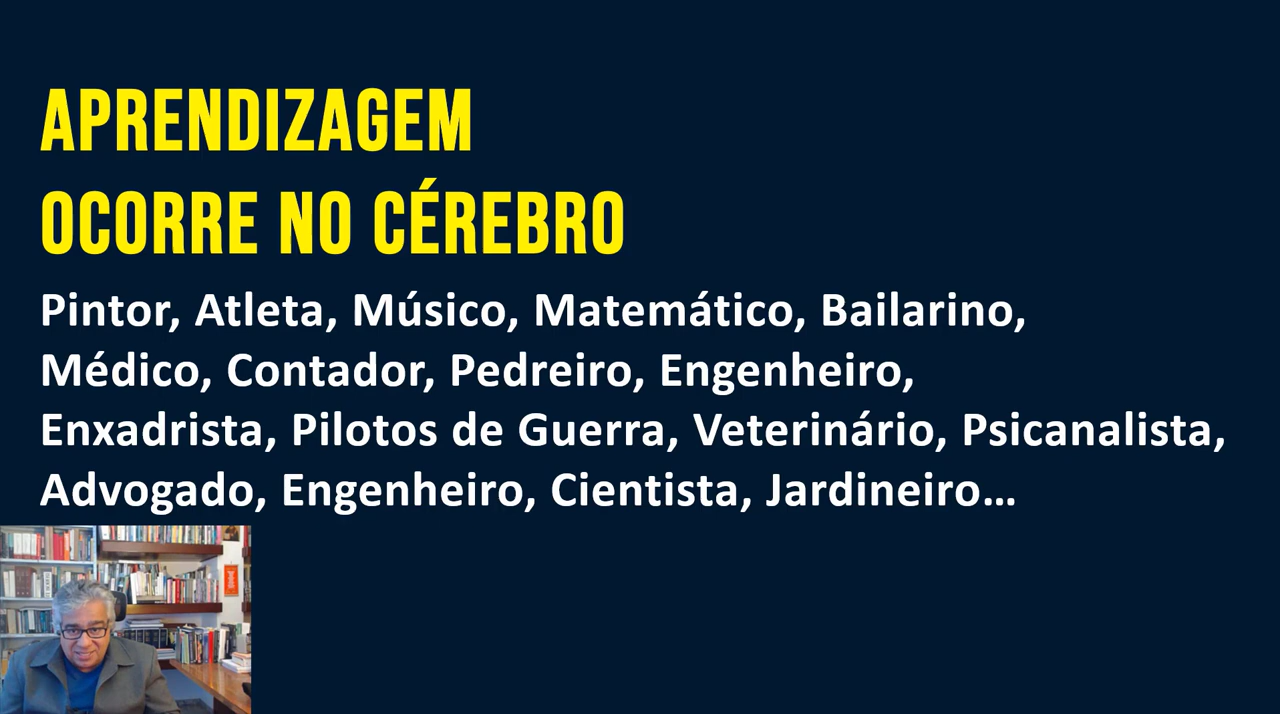 APRENDIZAGEM
OCORRE NO CÉREBRO
Pintor, Atleta, Músico, Matemático, Bailarino,
Médico, Contador, Pedreiro, Engenheiro,
Enxadrista, Pilotos de Guerra, Veterinário, Psicanalista,
Advogado, Engenheiro, Cientista, Jardineiro...